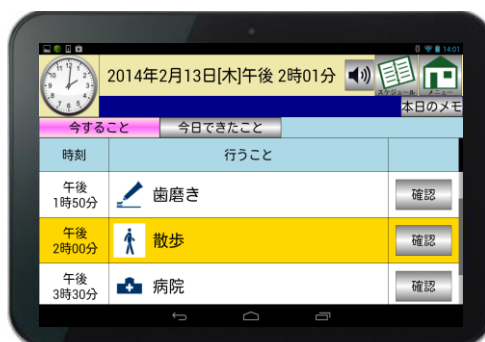 14:01
2014年2月13日[木]午後 2時01分
スケジュール
メニュー
本日のメモ
今すること
今日できたこと
時刻
行うこと
午後
1時50分
歯磨き
確認
午後
2時00分
散歩
確認
午後
3時30分
病院
確認